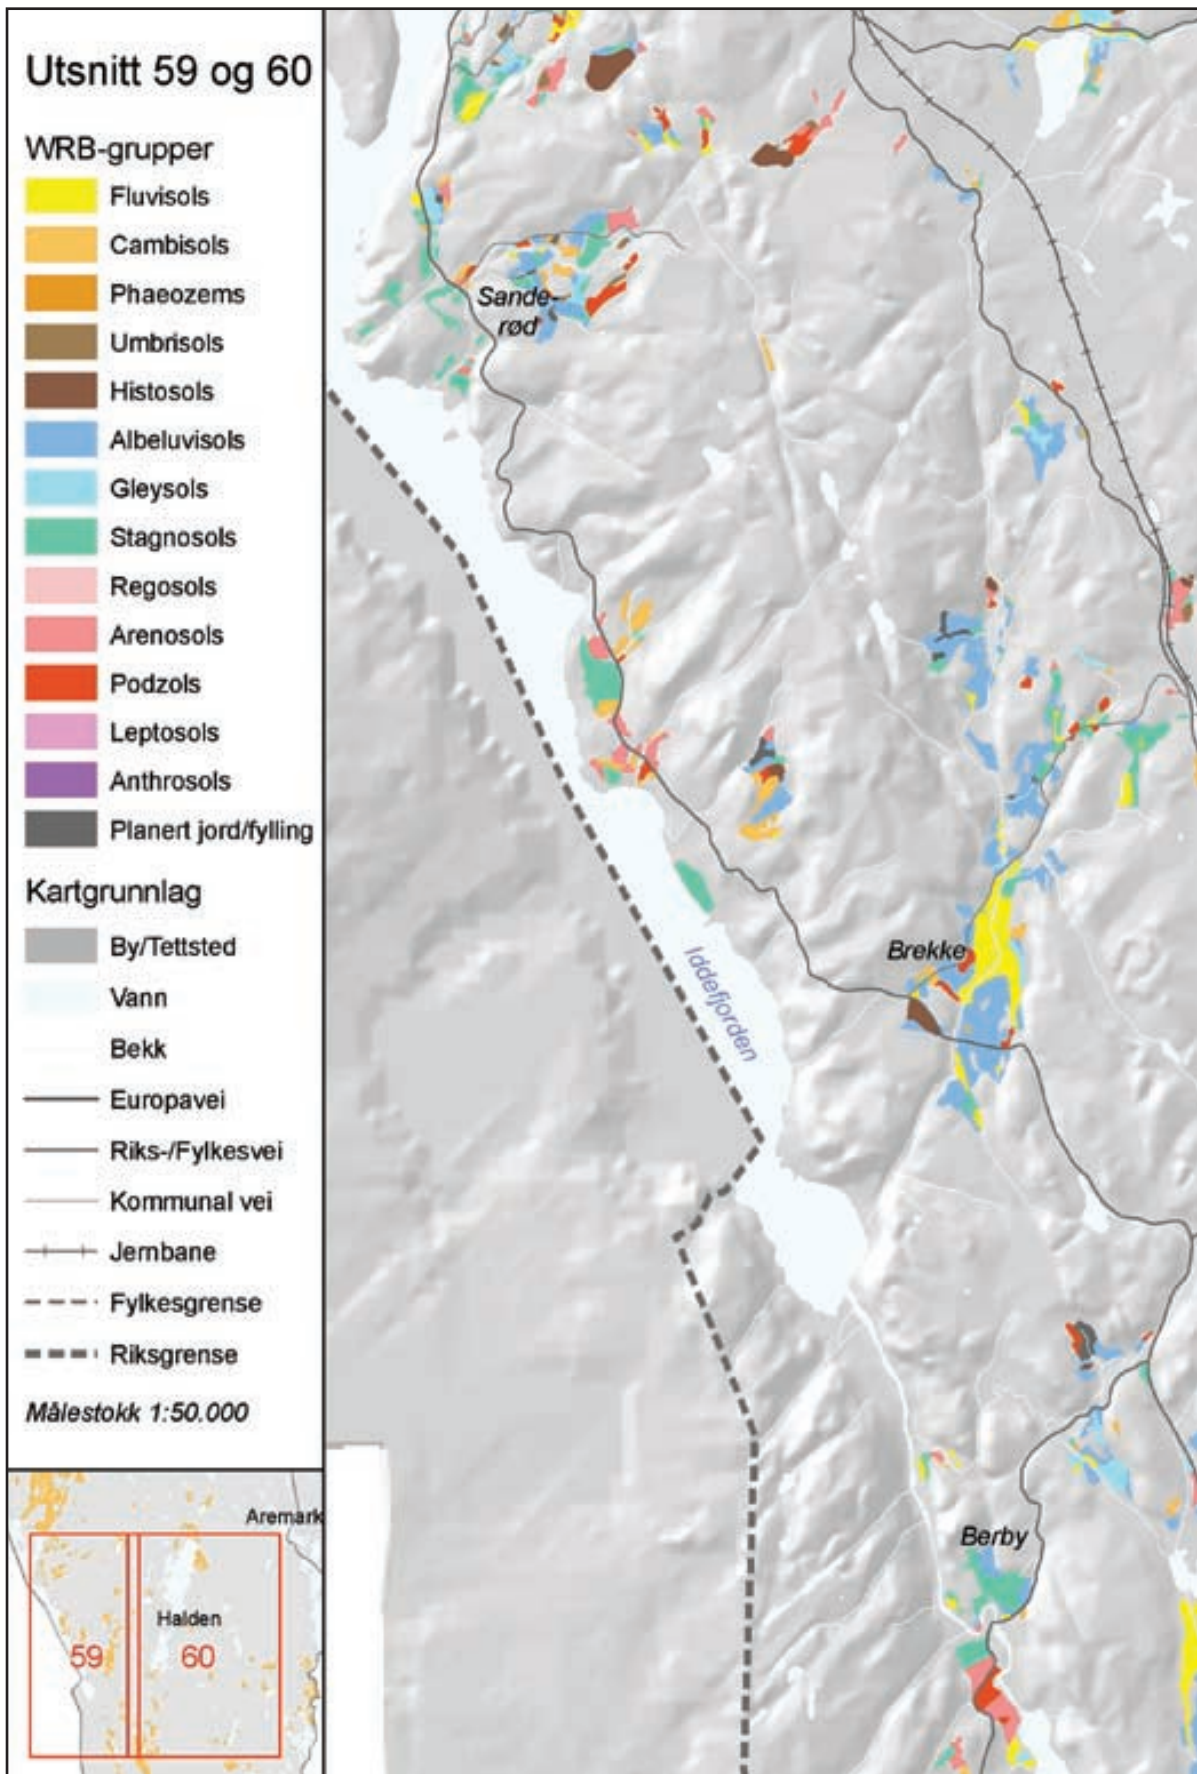 Utsnitt 59 og 60
WRB-grupper
Fluvisols
Cambisols
Phaeozems
Umbrisols
Histosols
Albeluvisols
Gleysols
Stagnosols
Regosols
Arenosols
Podzols
Leptosols
Anthrosols
Planert jord/fylling
Kartgrunnlag
By/Tettsted
Vann
Bekk
Europavei
Riks-/Fylkesvei
Kommunal vei
Jernbane
Fylkesgrense
Riksgrense
Målestokk 1:50.000
Aremark
Halden
59
60
Sande-
rød
Brekke
Iddefjorden
Berby